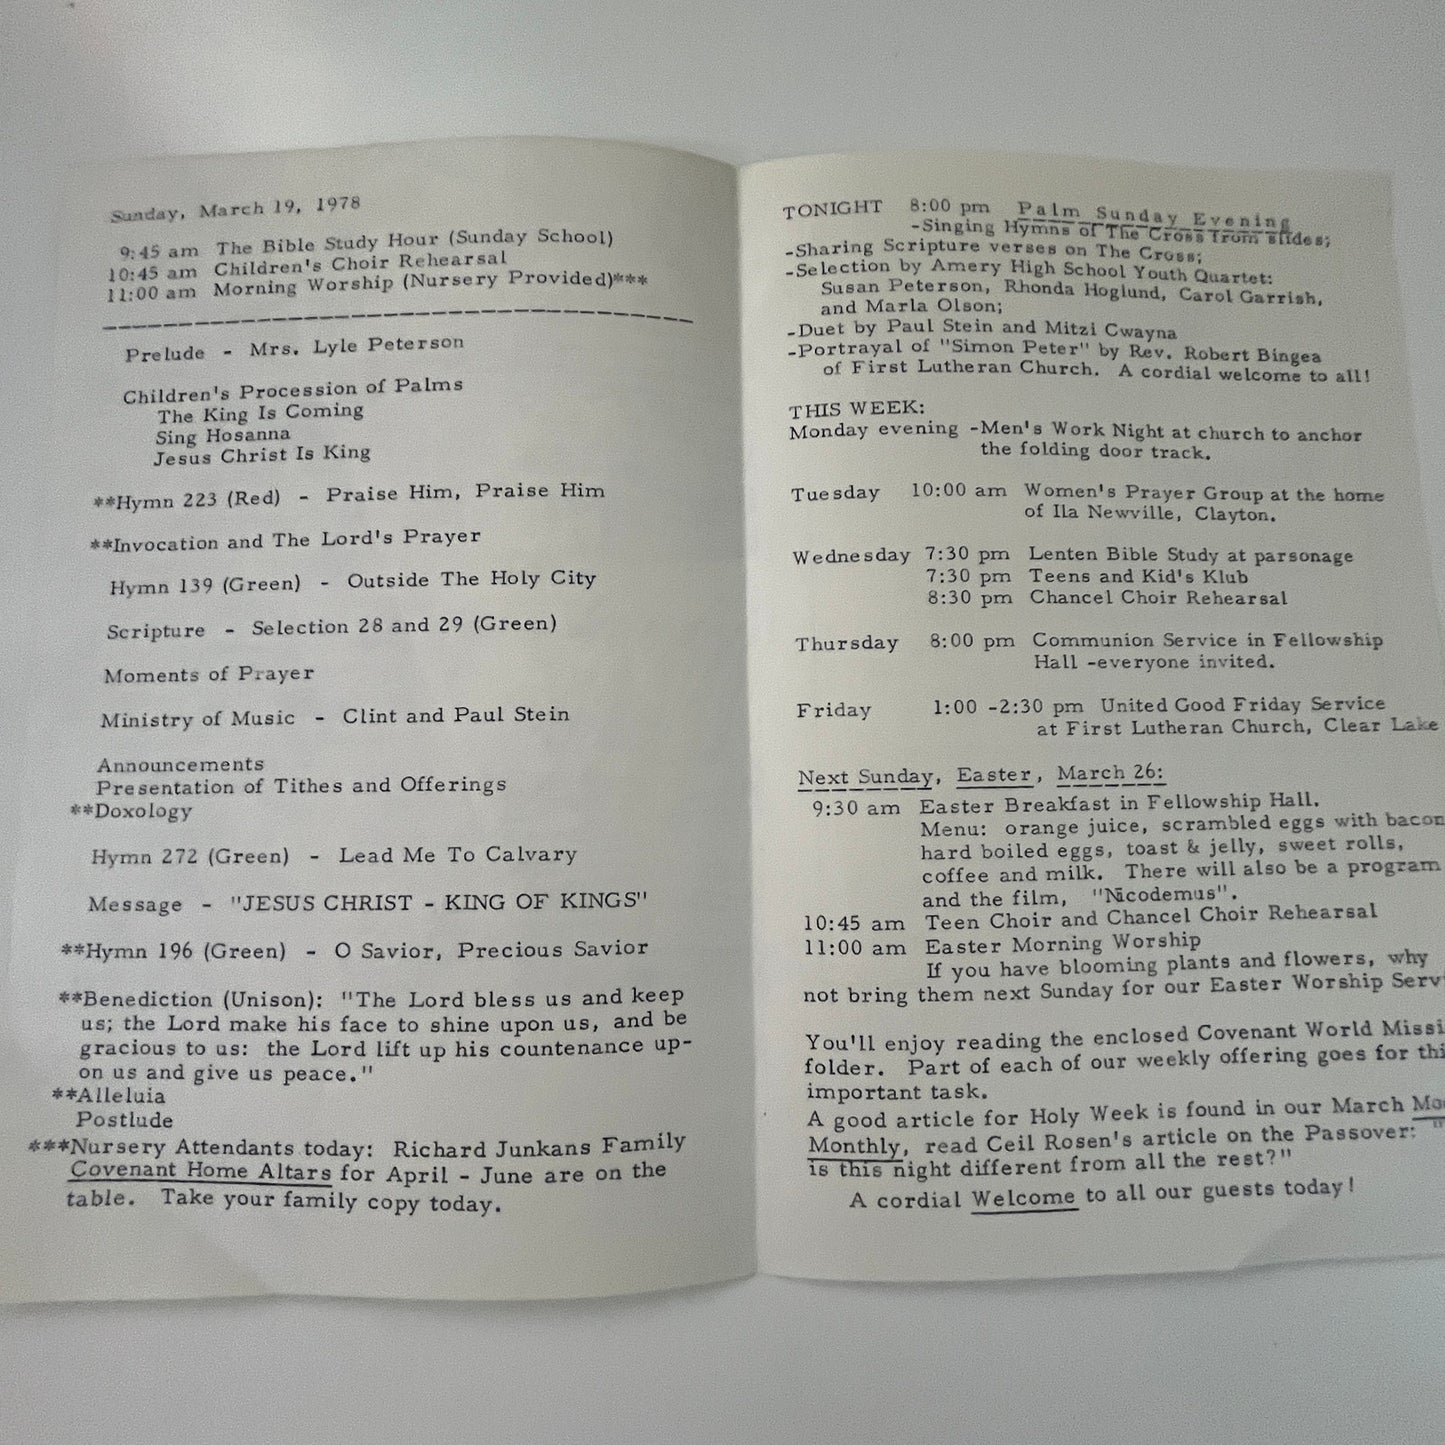 Sunday, March 19, 1978
9:45 am The Bible Study Hour (Sunday School)
10:45 am Children's Choir Rehearsal
11:00 am Morning Worship (Nursery Provided)***
Prelude - Mrs. Lyle Peterson
Children's Procession of Palms
The King Is Coming
Sing Hosanna
Jesus Christ Is King
**Hymn 223 (Red) - Praise Him, Praise Him
**Invocation and The Lord's Prayer
Hymn 139 (Green) - Outside The Holy City
Scripture - Selection 28 and 29 (Green)
Moments of Prayer
Ministry of Music - Clint and Paul Stein
Announcements
Presentation of Tithes and Offerings
**Doxology
Hymn 272 (Green) - Lead Me To Calvary
Message - "JESUS CHRIST - KING OF KINGS"
**Hymn 196 (Green) - O Savior, Precious Savior
**Benediction (Unison): "The Lord bless us and keep
us; the Lord make his face to shine upon us, and be
gracious to us: the Lord lift up his countenance up-
on us and give us peace."
**Alleluia
Postlude
***Nursery Attendants today: Richard Junkans Family
Covenant Home Altars for April - June are on the
table. Take your family copy today.
TONIGHT 8:00 pm Palm Sunday Evening
-Singing Hymns of The Cross from slides;
-Sharing Scripture verses on The Cross;
-Selection by Amery High School Youth Quartet:
Susan Peterson, Rhonda Hoglund, Carol Garrish,
and Marla Olson;
-Duet by Paul Stein and Mitzi Cwayna
-Portrayal of "Simon Peter" by Rev. Robert Bingea
of First Lutheran Church. A cordial welcome to all!
THIS WEEK:
Monday evening -Men's Work Night at church to anchor
the folding door track.
Tuesday 10:00 am Women's Prayer Group at the home
of Ila Newville, Clayton.
Wednesday 7:30 pm Lenten Bible Study at parsonage
7:30 pm Teens and Kid's Klub
8:30 pm Chancel Choir Rehearsal
Thursday 8:00 pm Communion Service in Fellowship
Hall -everyone invited.
Friday 1:00 -2:30 pm United Good Friday Service
at First Lutheran Church, Clear Lake
Next Sunday, Easter, March 26:
9:30 am Easter Breakfast in Fellowship Hall.
Menu: orange juice, scrambled eggs with bacon
hard boiled eggs, toast & jelly, sweet rolls,
coffee and milk. There will also be a program
and the film, "Nicodemus".
10:45 am Teen Choir and Chancel Choir Rehearsal
11:00 am Easter Morning Worship
If you have blooming plants and flowers, why
not bring them next Sunday for our Easter Worship Servi
You'll enjoy reading the enclosed Covenant World Missi
folder. Part of each of our weekly offering goes for thi
important task.
A good article for Holy Week is found in our March Moo
Monthly, read Ceil Rosen's article on the Passover: "
is this night different from all the rest?"
A cordial Welcome to all our guests today!